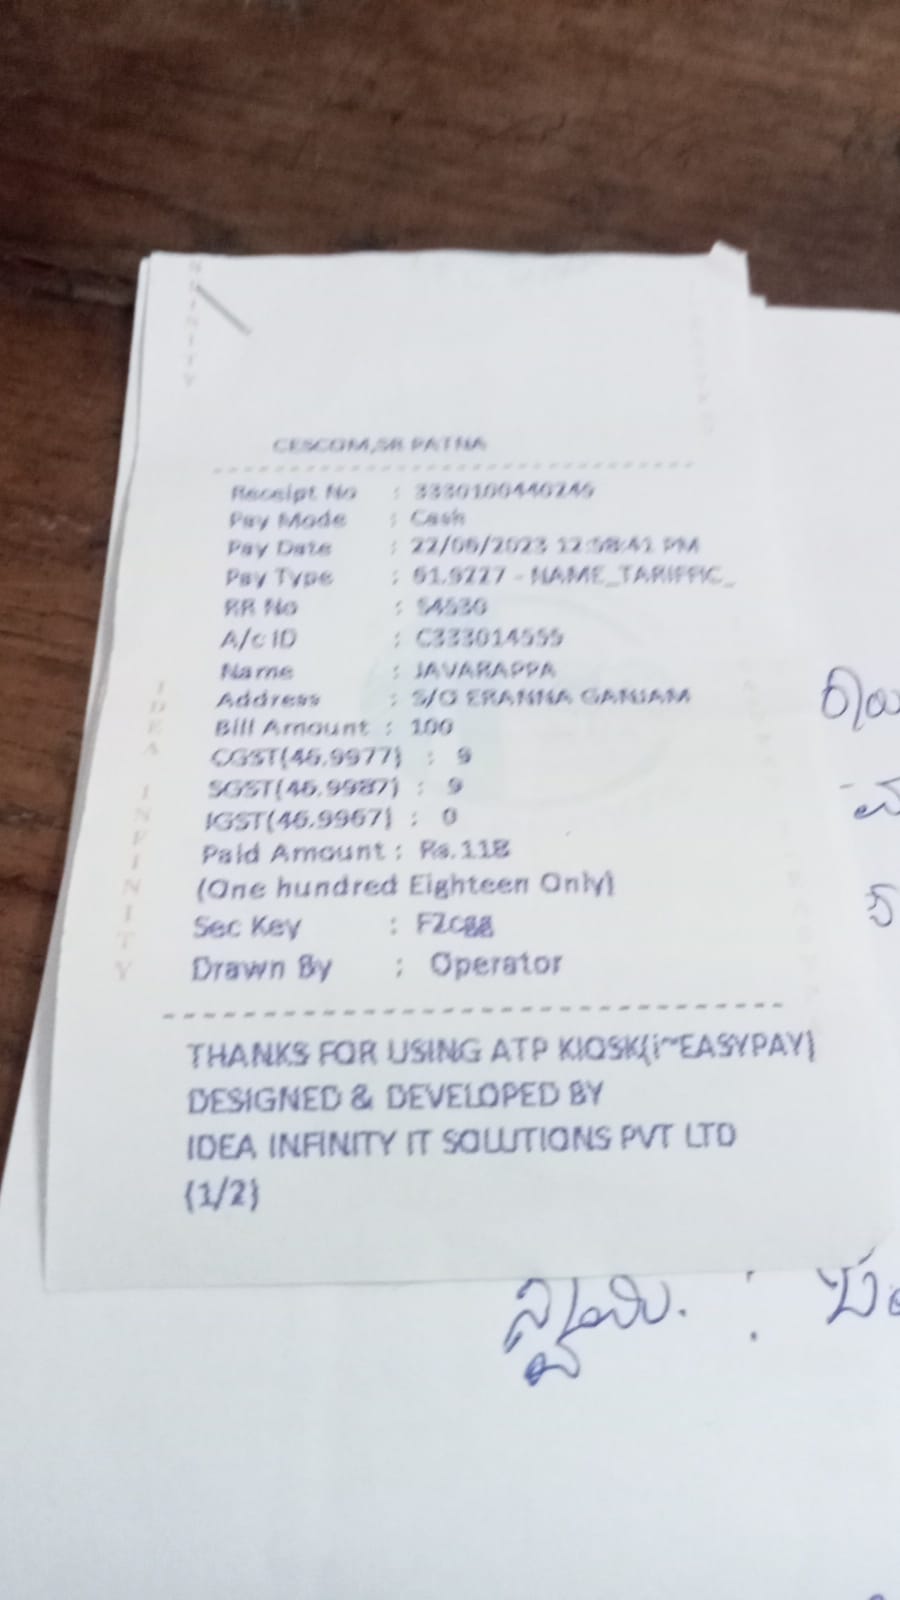 CESCOM,SR PATNA
Receipt No : 3330100440245
Pay Mode : Cash
Pay Date : 22/06/2023 12:58:41 PM
Pay Type : 61.9227 - NAME_TARIFFIC_
RR No : 54530
A/c ID : C333014555
Name : JAVARAPPA
Address : S/O ERANNA GANJAM
Bill Amount : 100
CGST(46.9977) : 9
SGST(46.9987) : 9
IGST(46.9967) : 0
Paid Amount : Rs.118
(One hundred Eighteen Only)
Sec Key : FZcgg
Drawn By : Operator
THANKS FOR USING ATP KIOSK(i~EASYPAY)
DESIGNED & DEVELOPED BY
IDEA INFINITY IT SOLUTIONS PVT LTD
(1/2)
IDEA INFINITY